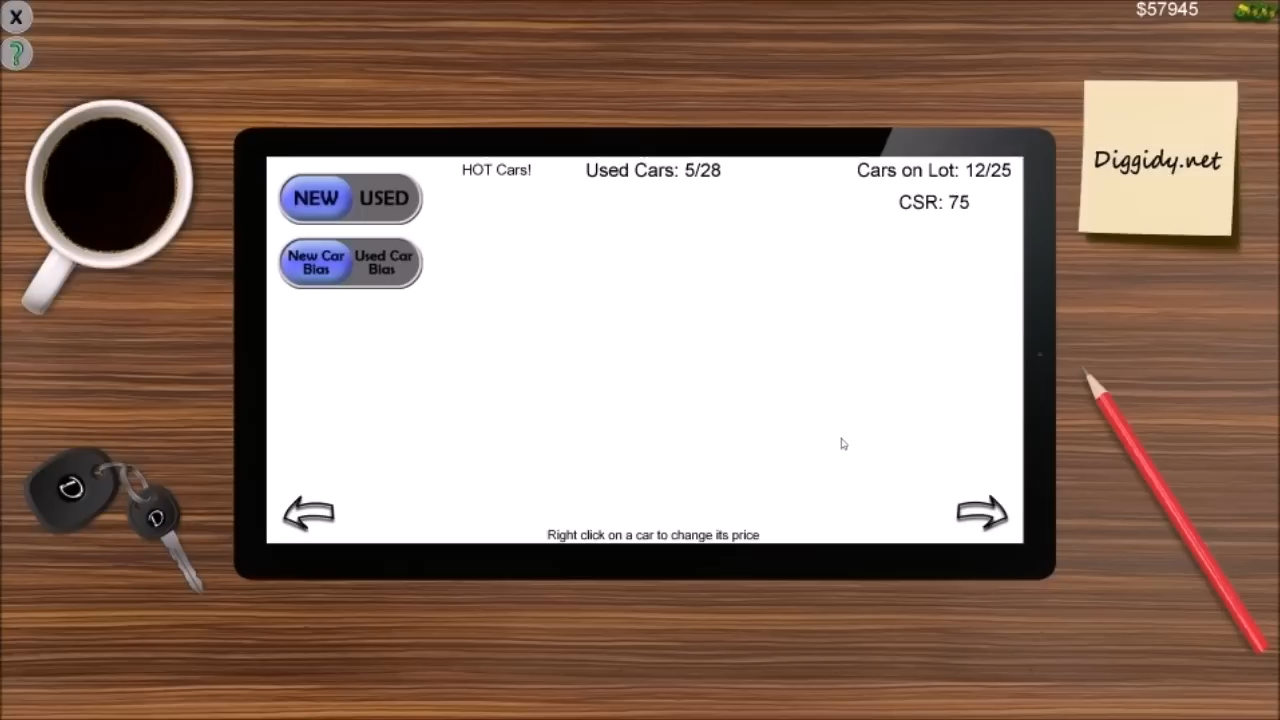 X
?
$57945
HOT Cars!
Used Cars: 5/28
Cars on Lot: 12/25
CSR: 75
NEW USED
New Car Bias
Used Car Bias
Diggidy.net
D
D
Right click on a car to change its price